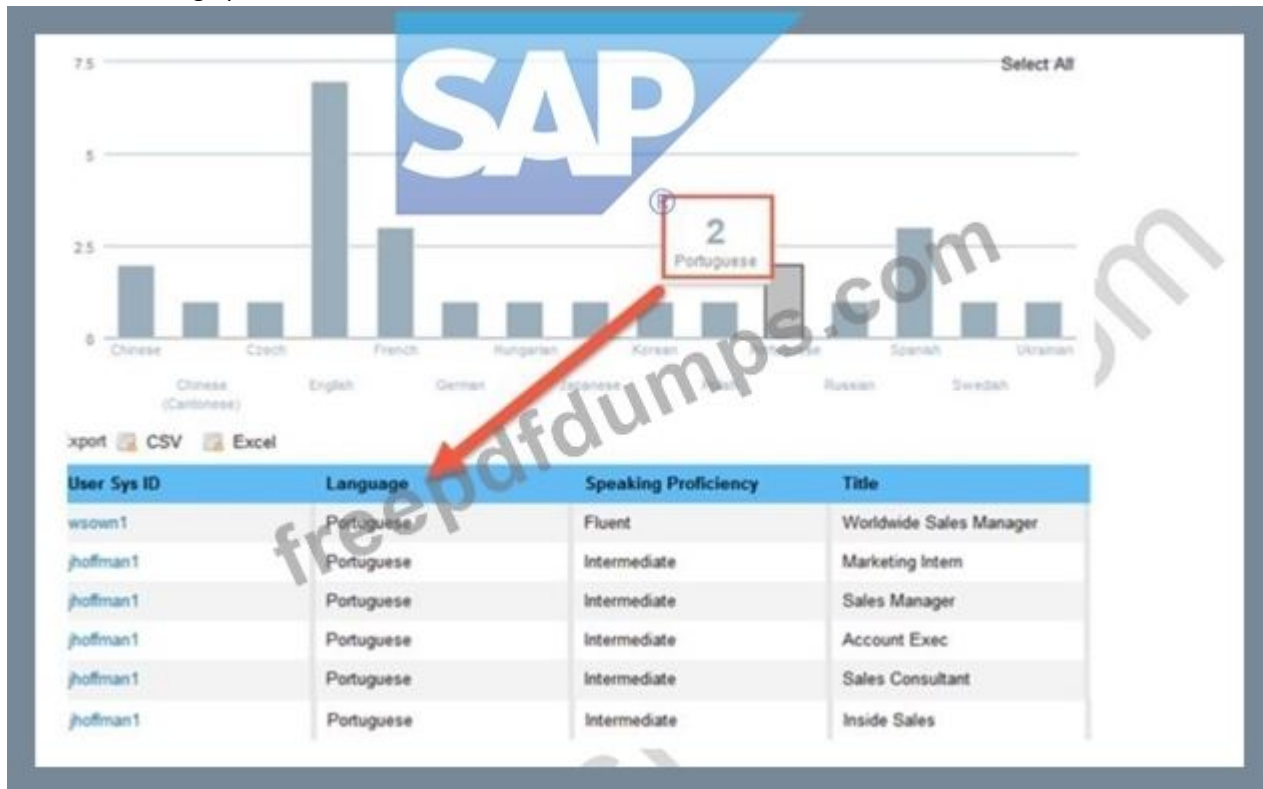 7.5
Select All
SAP
®
5
2
Portuguese
2.5
0
Chinese Czech French Hungarian Korean Spanish Ukrainian
Chinese English German Japanese Russian Swedish
(Cantonese)
xport CSV Excel
User Sys ID Language Speaking Proficiency Title
wsown1 Portuguese Fluent Worldwide Sales Manager
jhoffman1 Portuguese Intermediate Marketing Intern
jhoffman1 Portuguese Intermediate Sales Manager
jhoffman1 Portuguese Intermediate Account Exec
jhoffman1 Portuguese Intermediate Sales Consultant
jhoffman1 Portuguese Intermediate Inside Sales
freepdfdumps.com